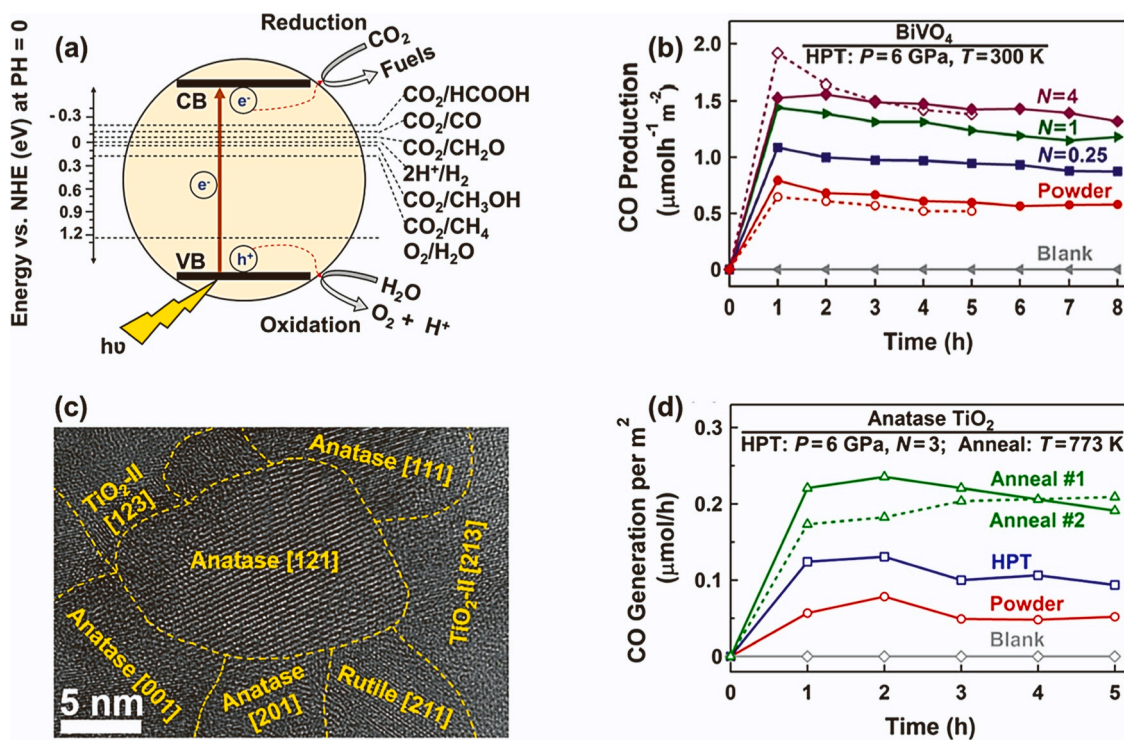 (a)
Reduction
CO2
Fuels
Energy vs. NHE (eV) at PH = 0
- 0.3
0
0.3
0.6
0.9
1.2
CB
e-
e-
h+
VB
hυ
CO2/HCOOH
CO2/CO
CO2/CH2O
2H+/H2
CO2/CH3OH
CO2/CH4
O2/H2O
H2O
O2 + H+
Oxidation
(b)
BiVO4
HPT: P=6 GPa, T=300 K
CO Production
(μmolh-1m-2)
2.0
1.5
1.0
0.5
0
N=4
N=1
N=0.25
Powder
Blank
0 1 2 3 4 5 6 7 8
Time (h)
(c)
Anatase [111]
TiO2-II
[123]
Anatase [121]
TiO2-II [213]
Anatase [001]
Anatase
[201]
Rutile [211]
5 nm
(d)
Anatase TiO2
HPT: P=6 GPa, N=3; Anneal: T=773 K
CO Generation per m2
(μmol/h)
0.3
0.2
0.1
0
Anneal #1
Anneal #2
HPT
Powder
Blank
0 1 2 3 4 5
Time (h)